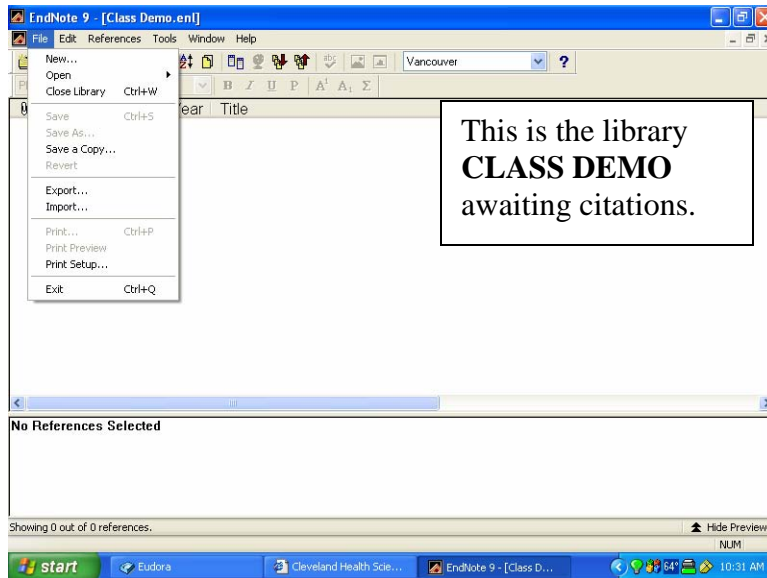 EndNote 9 - [Class Demo.enl]
File Edit References Tools Window Help
New...
Open
Close Library Ctrl+W
Save Ctrl+S
Save As...
Save a Copy...
Revert
Export...
Import...
Print... Ctrl+P
Print Preview
Print Setup...
Exit Ctrl+Q
Vancouver
?
B I U P A¹ A₁ Σ
ear Title
This is the library
CLASS DEMO
awaiting citations.
No References Selected
Showing 0 out of 0 references.
Hide Preview
NUM
start
Eudora
Cleveland Health Scie...
EndNote 9 - [Class D...
64°
10:31 AM